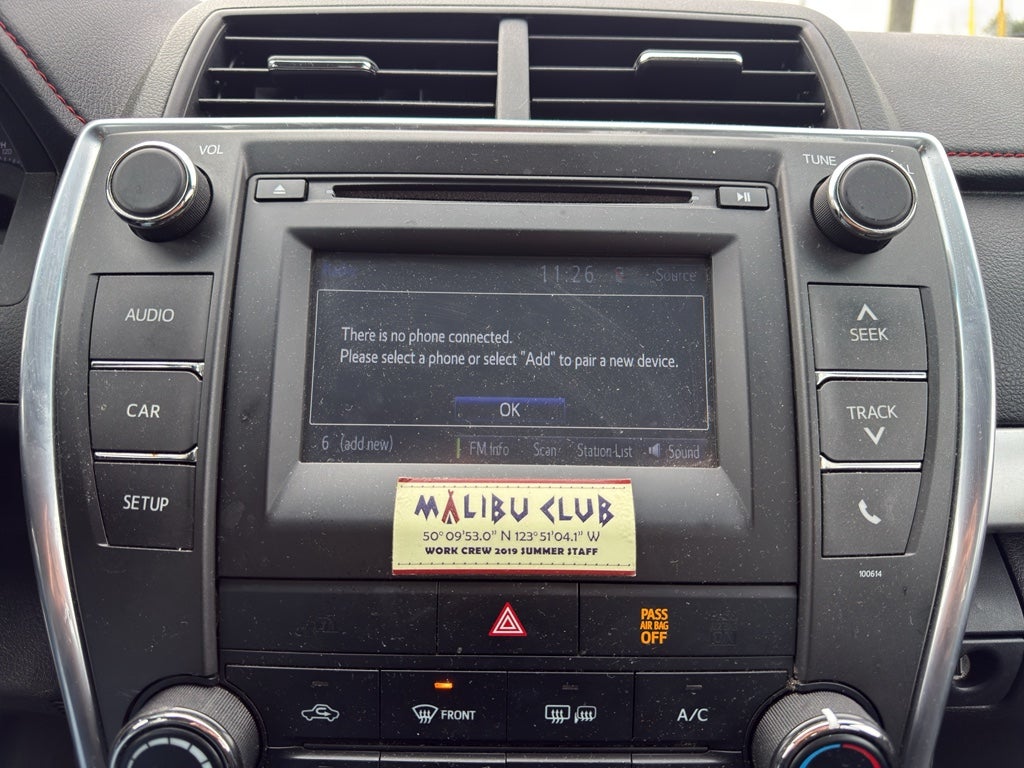 VOL
TUNE
AUDIO
CAR
SETUP
11:26
Source
There is no phone connected.
Please select a phone or select "Add" to pair a new device.
OK
6 (add new)
FM Info Scan Station List Sound
SEEK
TRACK
100614
MALIBU CLUB
50° 09'53.0" N 123°51'04.1" W
WORK CREW 2019 SUMMER STAFF
PASS
AIR BAG
OFF
FRONT
A/C